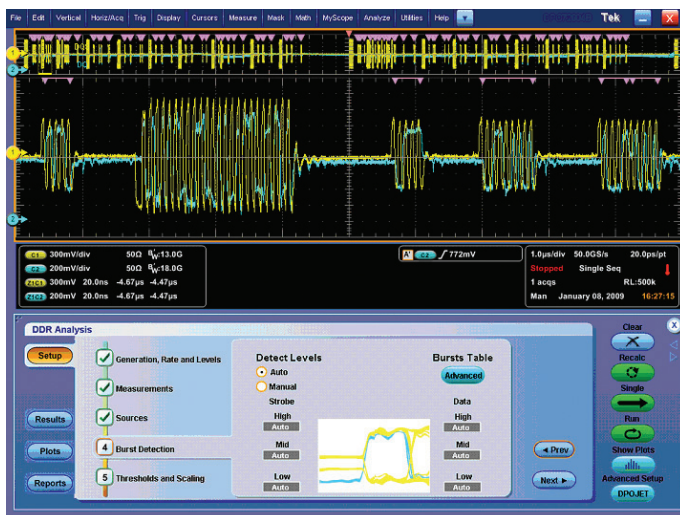 File Edit Vertical Horiz/Acq Trig Display Cursors Measure Mask Math MyScope Analyze Utilities Help Tek X
1
2
1
2
C1 300mV/div 50Ω BW:13.0G
C2 200mV/div 50Ω BW:18.0G
Z1C1 300mV 20.0ns -4.67µs -4.47µs
Z1C2 200mV 20.0ns -4.67µs -4.47µs
A' C2 772mV
1.0µs/div 50.0GS/s 20.0ps/pt
Stopped Single Seq
1 acqs RL:500k
Man January 08, 2009 16:27:15
DDR Analysis
Setup
Results
Plots
Reports
Generation, Rate and Levels
Measurements
Sources
4 Burst Detection
5 Thresholds and Scaling
Detect Levels
Auto
Manual
Strobe
High
Auto
Mid
Auto
Low
Auto
Bursts Table
Advanced
Data
High
Auto
Mid
Auto
Low
Auto
Prev
Next
Clear X
Recalc
Single
Run
Show Plots
Advanced Setup
DPOJET